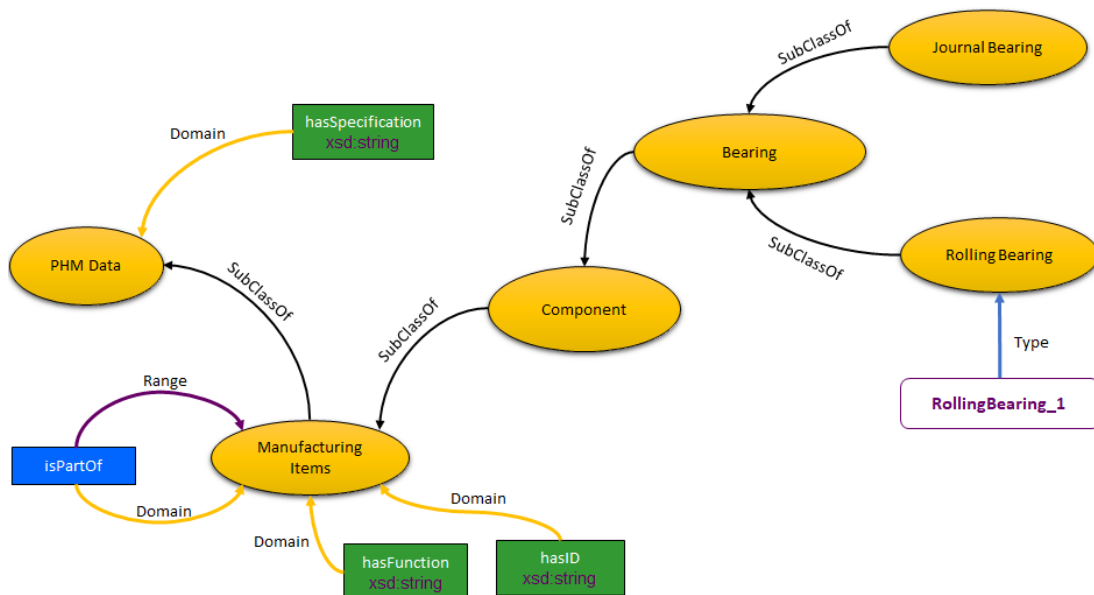 Journal Bearing
SubClassOf
hasSpecification
xsd:string
Domain
Bearing
SubClassOf
SubClassOf
Rolling Bearing
PHM Data
SubClassOf
Component
SubClassOf
Type
RollingBearing_1
Range
isPartOf
Manufacturing
Items
Domain
Domain
Domain
hasFunction
xsd:string
hasID
xsd:string